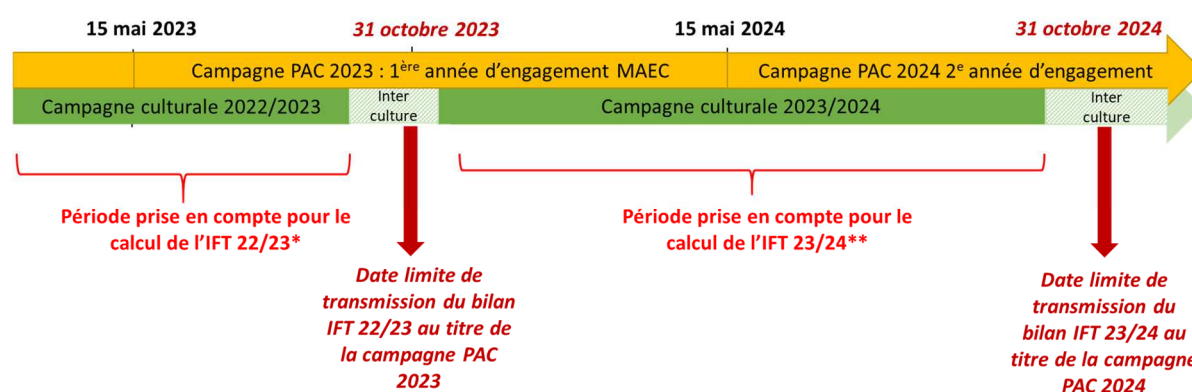 15 mai 2023
31 octobre 2023
15 mai 2024
31 octobre 2024
Campagne PAC 2023 : 1ère année d'engagement MAEC
Campagne PAC 2024 2e année d'engagement
Campagne culturale 2022/2023
Inter
culture
Campagne culturale 2023/2024
Inter
culture
Période prise en compte pour le
calcul de l'IFT 22/23*
Période prise en compte pour le
calcul de l'IFT 23/24**
Date limite de
transmission du bilan
IFT 22/23 au titre de
la campagne PAC
2023
Date limite de
transmission du
bilan IFT 23/24 au
titre de la campagne
PAC 2024